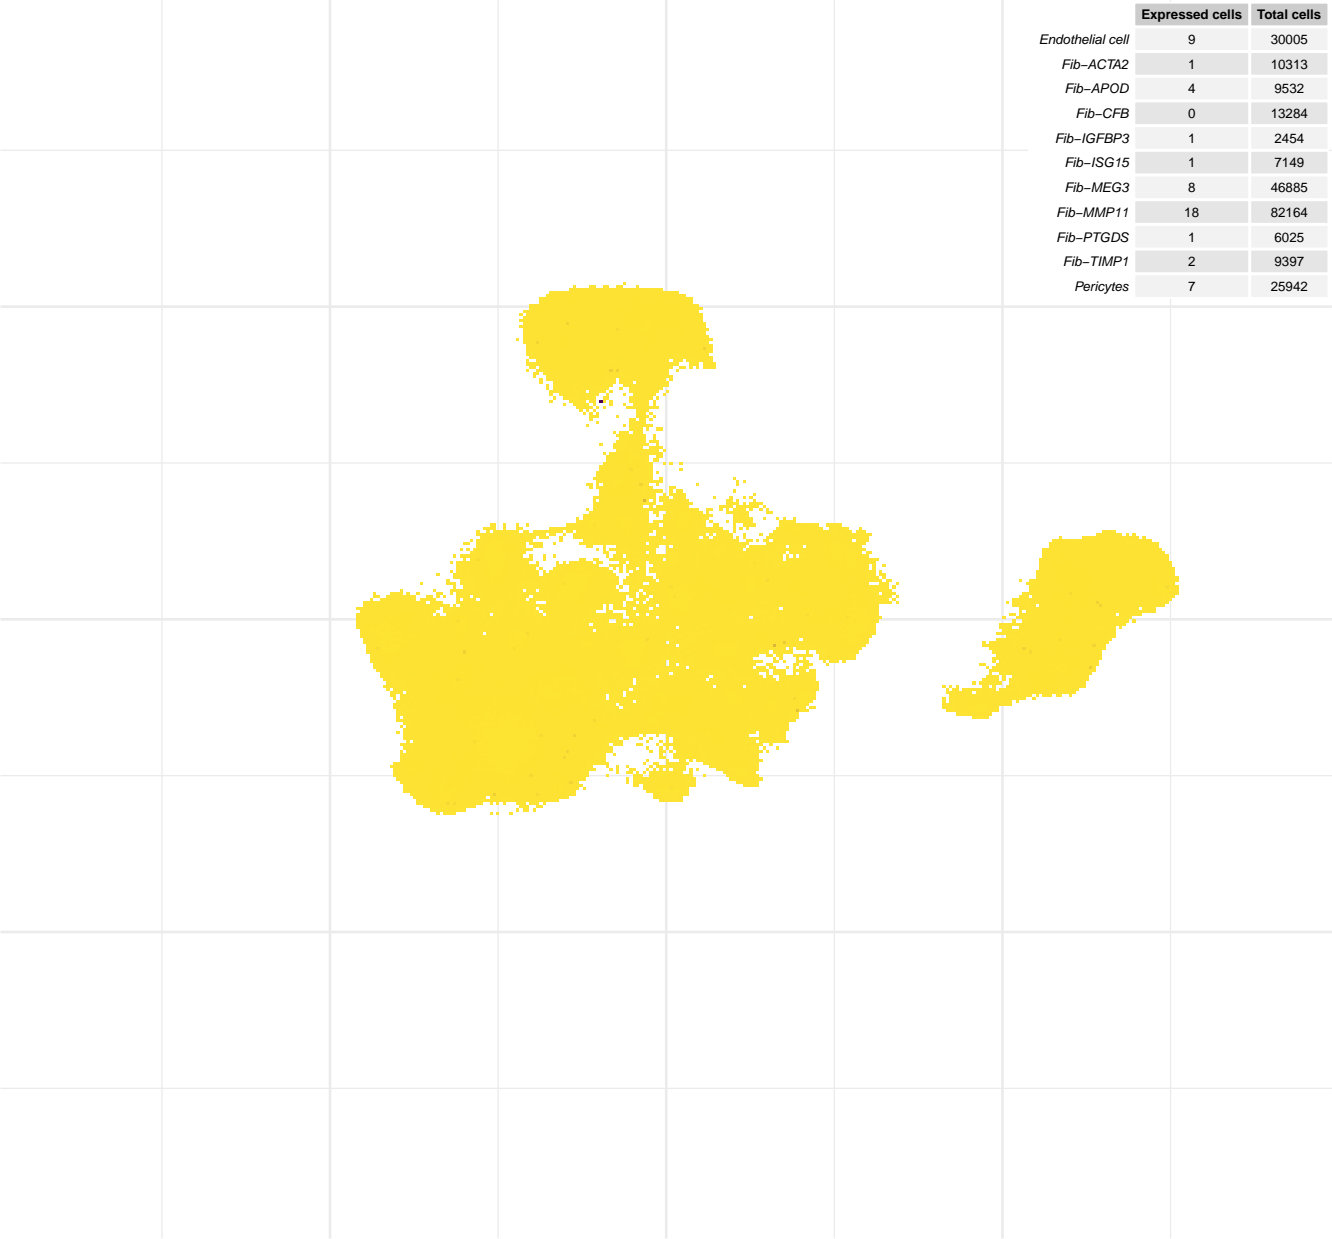 Expressed cells Total cells
Endothelial cell 9 30005
Fib−ACTA2 1 10313
Fib−APOD 4 9532
Fib−CFB 0 13284
Fib−IGFBP3 1 2454
Fib−ISG15 1 7149
Fib−MEG3 8 46885
Fib−MMP11 18 82164
Fib−PTGDS 1 6025
Fib−TIMP1 2 9397
Pericytes 7 25942